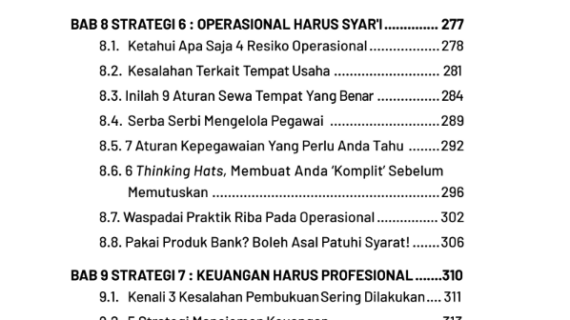 BAB 8 STRATEGI 6 : OPERASIONAL HARUS SYAR'I.............. 277
8.1. Ketahui Apa Saja 4 Resiko Operasional................. 278
8.2. Kesalahan Terkait Tempat Usaha .......................... 281
8.3. Inilah 9 Aturan Sewa Tempat Yang Benar ............... 284
8.4. Serba Serbi Mengelola Pegawai ........................... 289
8.5. 7 Aturan Kepegawaian Yang Perlu Anda Tahu ........ 292
8.6. 6 Thinking Hats, Membuat Anda 'Komplit' Sebelum
Memutuskan ....................................................... 296
8.7. Waspadai Praktik Riba Pada Operasional............... 302
8.8. Pakai Produk Bank? Boleh Asal Patuhi Syarat! ....... 306
BAB 9 STRATEGI 7 : KEUANGAN HARUS PROFESIONAL.......310
9.1. Kenali 3 Kesalahan Pembukuan Sering Dilakukan.... 311